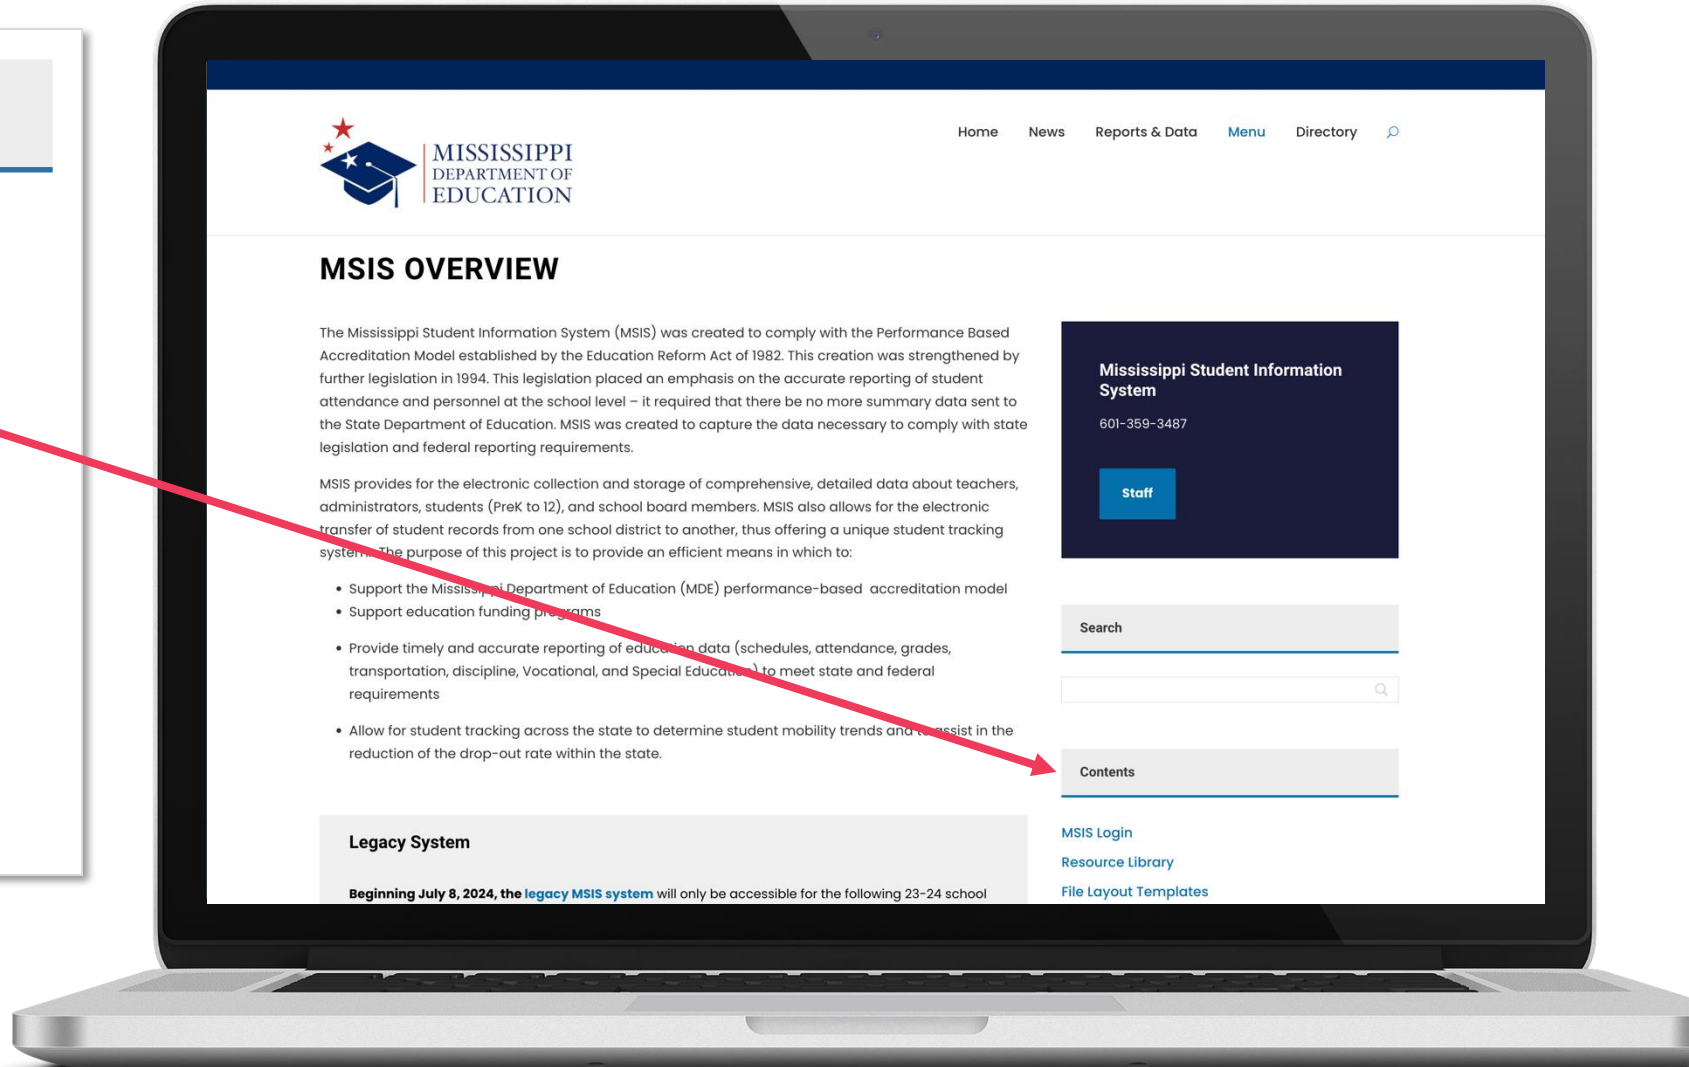 Home News Reports & Data Menu Directory
MISSISSIPPI
DEPARTMENT OF
EDUCATION
MSIS OVERVIEW
The Mississippi Student Information System (MSIS) was created to comply with the Performance Based
Accreditation Model established by the Education Reform Act of 1982. This creation was strengthened by
further legislation in 1994. This legislation placed an emphasis on the accurate reporting of student
attendance and personnel at the school level – it required that there be no more summary data sent to
the State Department of Education. MSIS was created to capture the data necessary to comply with state
legislation and federal reporting requirements.
MSIS provides for the electronic collection and storage of comprehensive, detailed data about teachers,
administrators, students (PreK to 12), and school board members. MSIS also allows for the electronic
transfer of student records from one school district to another, thus offering a unique student tracking
system. The purpose of this project is to provide an efficient means in which to:
• Support the Mississippi Department of Education (MDE) performance-based accreditation model
• Support education funding programs
• Provide timely and accurate reporting of education data (schedules, attendance, grades,
transportation, discipline, Vocational, and Special Education) to meet state and federal
requirements
• Allow for student tracking across the state to determine student mobility trends and to assist in the
reduction of the drop-out rate within the state.
Legacy System
Beginning July 8, 2024, the legacy MSIS system will only be accessible for the following 23-24 school
Mississippi Student Information
System
601-359-3487
Staff
Search
Contents
MSIS Login
Resource Library
File Layout Templates